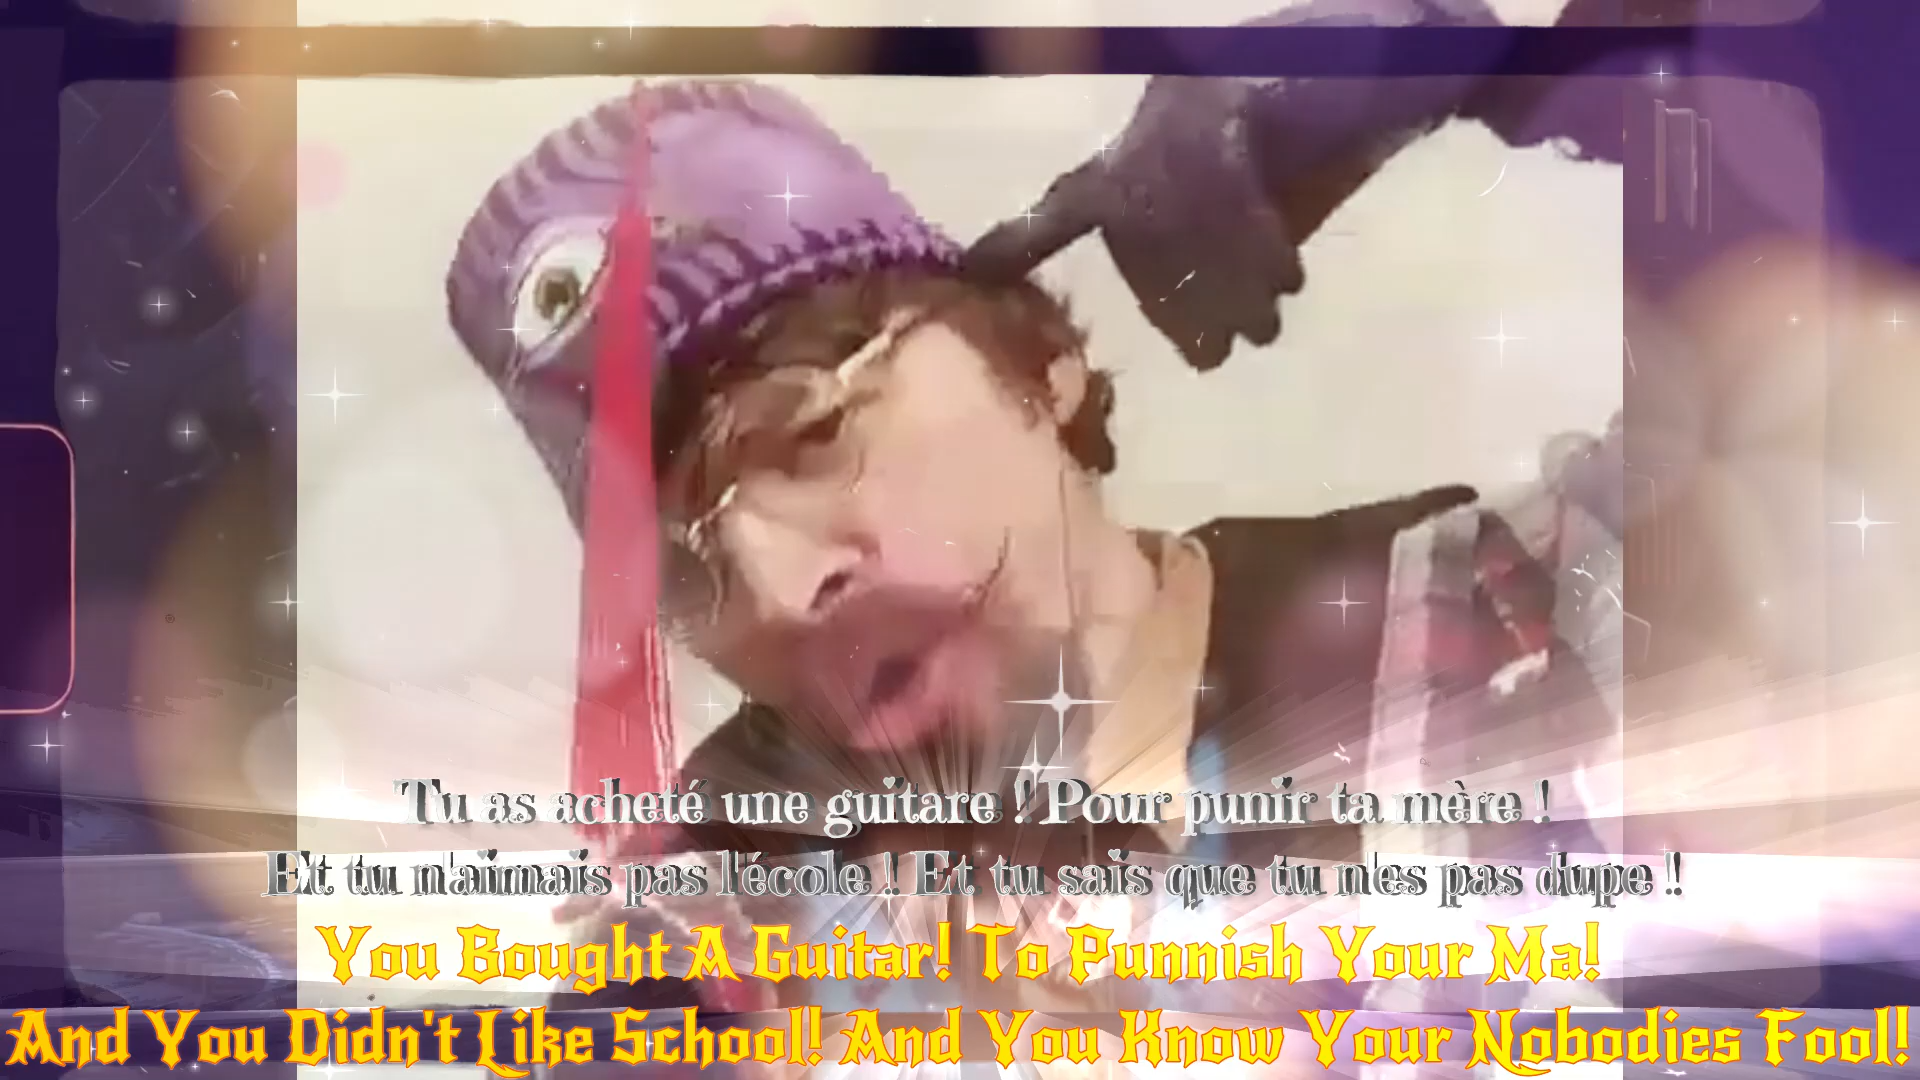 Tu as acheté une guitare ! Pour punir ta mère !
Et tu n'aimais pas l'école ! Et tu sais que tu n'es pas dupe !!
You Bought A Guitar! To Punnish Your Ma!
And You Didn't Like School! And You Know Your Nobodies Fool!